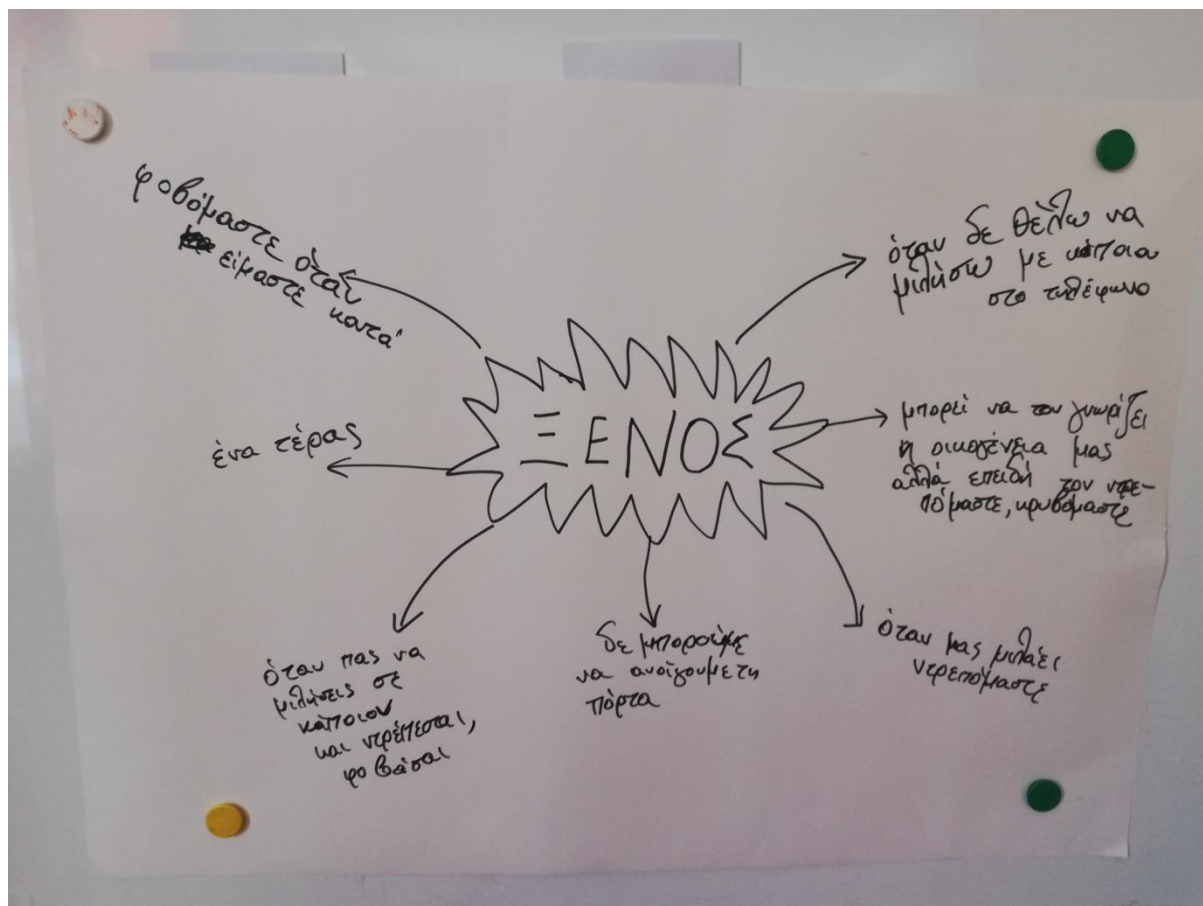 φοβόμαστε όταν
είμαστε κοντά
όταν δε θέλω να
μιλήσω με κάποιο
στο τηλέφωνο
ΞΕΝΟΣ
ένα τέρας
μπορεί να τον γνωρίζει
η οικογένεια μας
αλλά επειδή τον ντρε-
πόμαστε, κρυβόμαστε
όταν πας να
μιλήσεις σε
κάποιον
και ντρέπεσαι,
φοβάσαι
δε μπορούμε
να ανοίγουμε τη
πόρτα
όταν μας μιλάει
ντρεπόμαστε